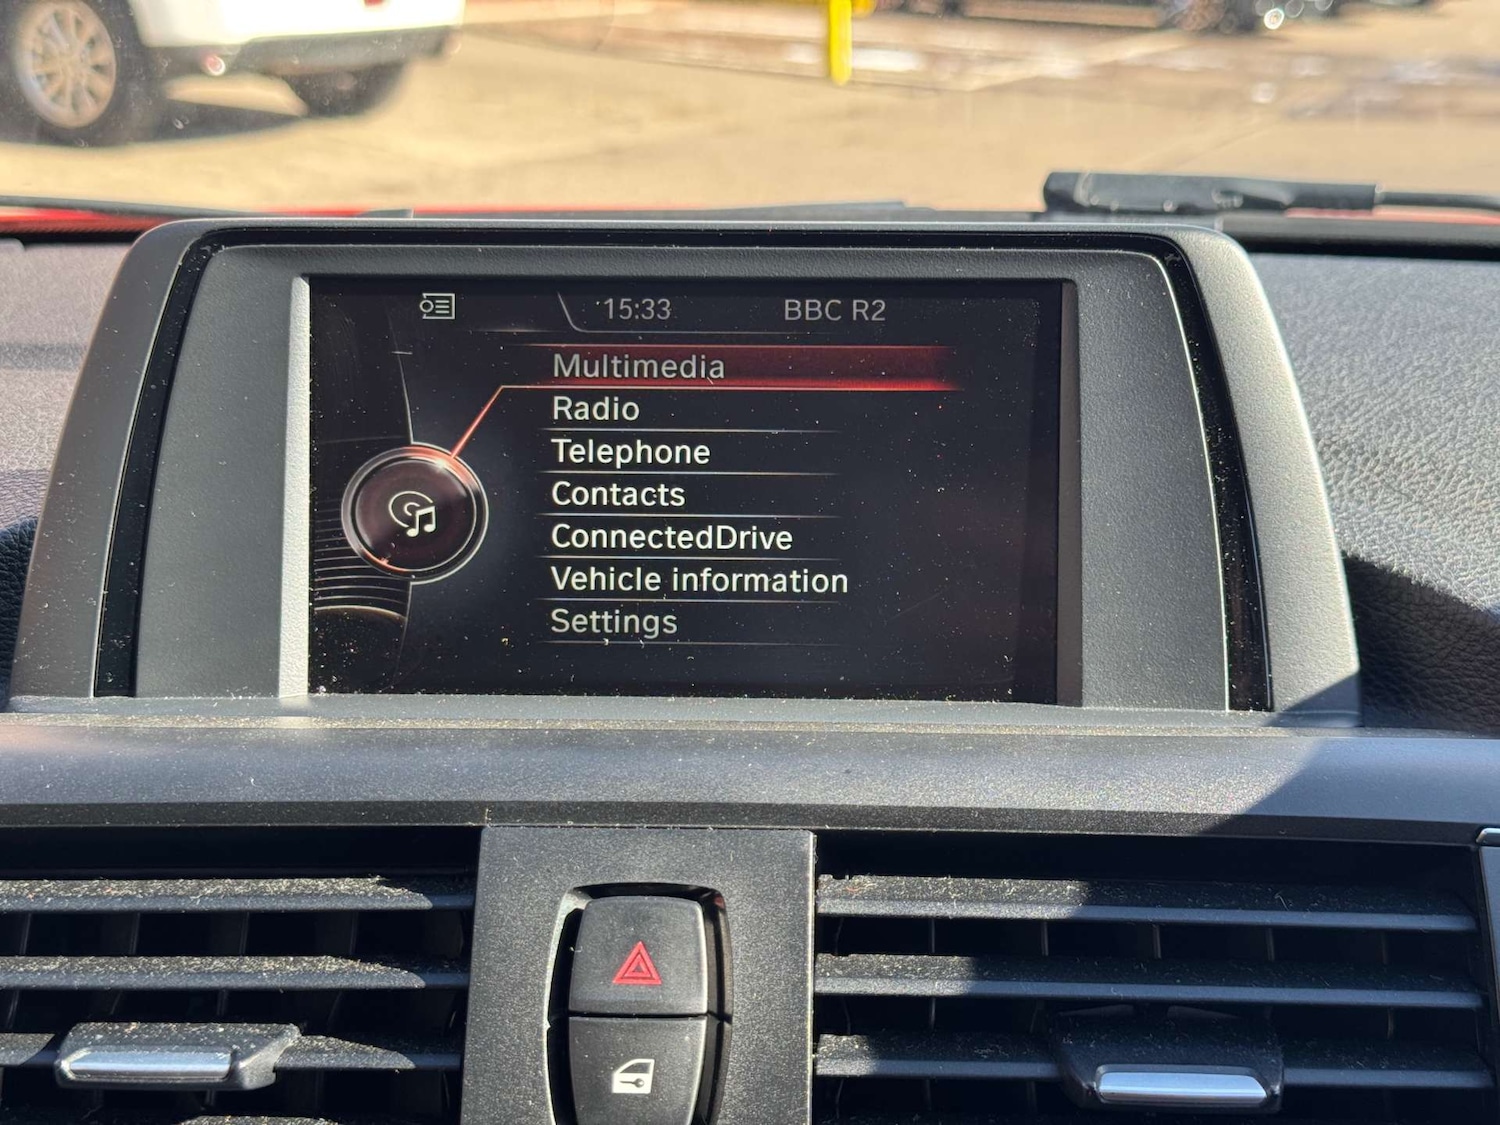 15:33 BBC R2
Multimedia
Radio
Telephone
Contacts
ConnectedDrive
Vehicle information
Settings